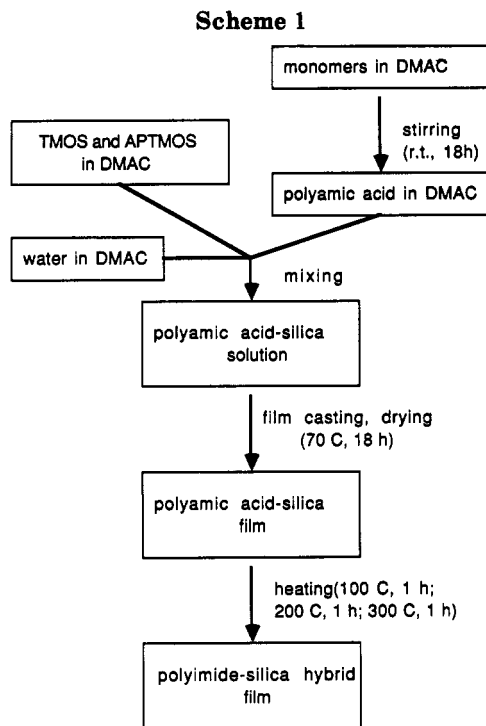 Scheme 1
monomers in DMAC
stirring
(r.t., 18h)
TMOS and APTMOS
in DMAC
polyamic acid in DMAC
water in DMAC
mixing
polyamic acid-silica
solution
film casting, drying
(70 C, 18 h)
polyamic acid-silica
film
heating(100 C, 1 h;
200 C, 1 h; 300 C, 1 h)
polyimide-silica hybrid
film